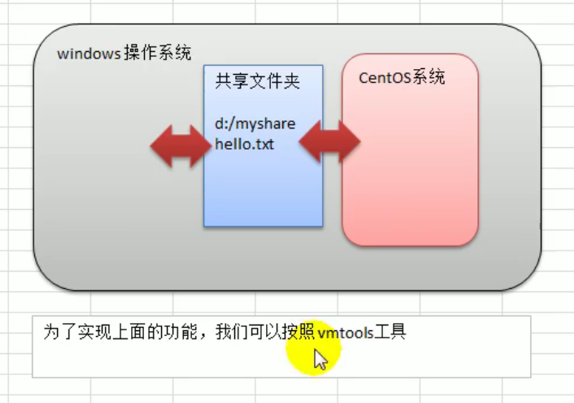 windows操作系统
共享文件夹
d:/myshare
hello.txt
CentOS系统
为了实现上面的功能，我们可以按照vmtools工具